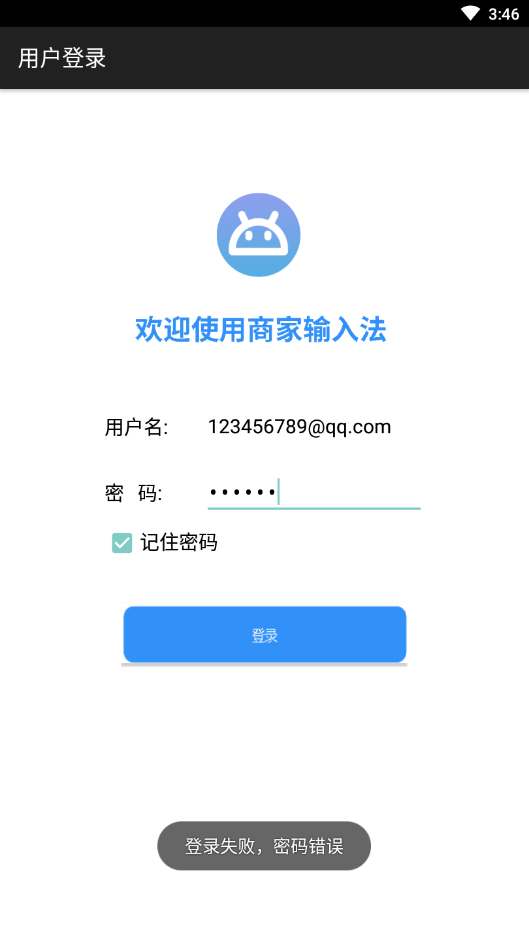 3:46
用户登录
欢迎使用商家输入法
用户名: 123456789@qq.com
密 码: ••••••
记住密码
登录
登录失败，密码错误